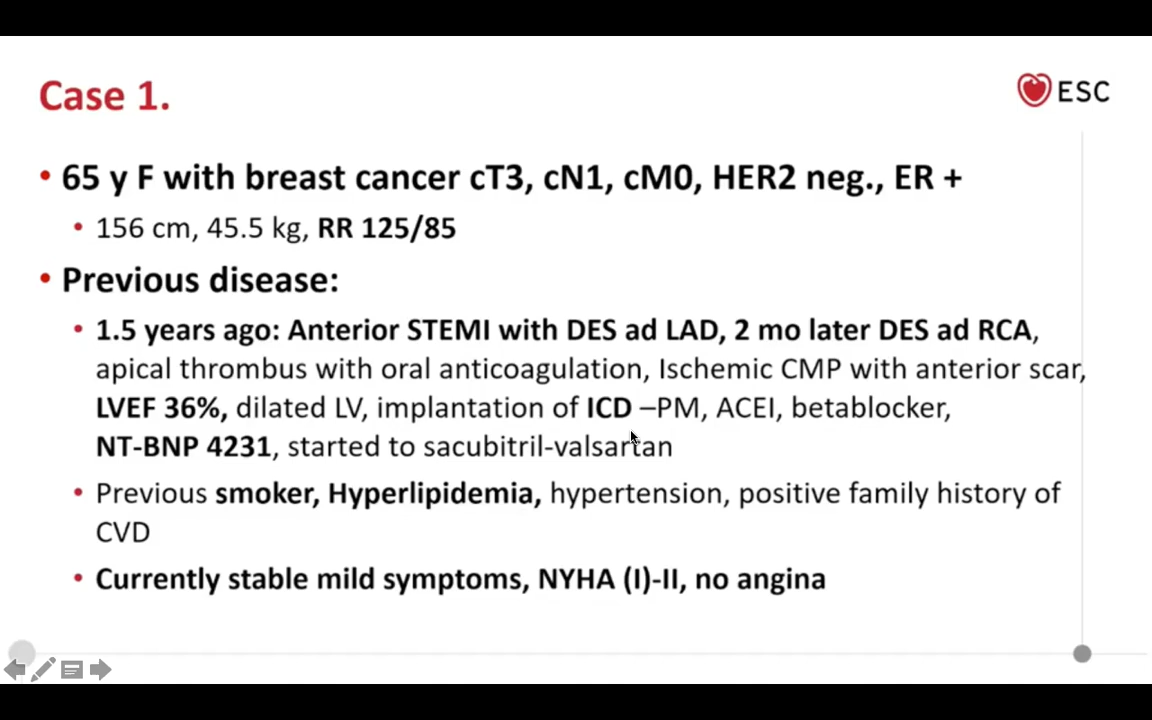 Case 1.
ESC
• 65 y F with breast cancer cT3, cN1, cM0, HER2 neg., ER +
• 156 cm, 45.5 kg, RR 125/85
• Previous disease:
• 1.5 years ago: Anterior STEMI with DES ad LAD, 2 mo later DES ad RCA,
apical thrombus with oral anticoagulation, Ischemic CMP with anterior scar,
LVEF 36%, dilated LV, implantation of ICD –PM, ACEI, betablocker,
NT-BNP 4231, started to sacubitril-valsartan
• Previous smoker, Hyperlipidemia, hypertension, positive family history of
CVD
• Currently stable mild symptoms, NYHA (I)-II, no angina